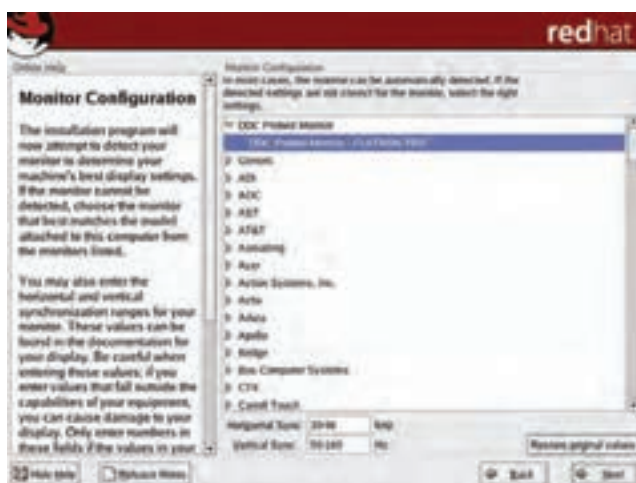 redhat
Online Help
Monitor Configuration
The installation program will
now attempt to detect your
monitor to determine your
machine's best display settings.
If the monitor cannot be
detected, choose the monitor
that best matches the model
attached to this computer from
the monitors listed.
You may also enter the
horizontal and vertical
synchronization ranges for your
monitor. These values can be
found in the documentation for
your display. Be careful when
entering these values; if you
enter values that fall outside the
capabilities of your equipment,
you can cause damage to your
display. Only enter numbers in
these fields if the values in your
Hide Help
Release Notes
Monitor Configuration
In most cases, the monitor can be automatically detected. If the
detected settings are not correct for the monitor, select the right
settings.
DDC Probed Monitor
DDC Probed Monitor -
Generic
ADI
AOC
AST
AT&T
Acer
Action Systems, Inc.
Apollo
Bridge
Bus Computer Systems
CTX
Carroll Touch
Horizontal Sync:
kHz
Vertical Sync:
Hz
Restore original values
Back
Next